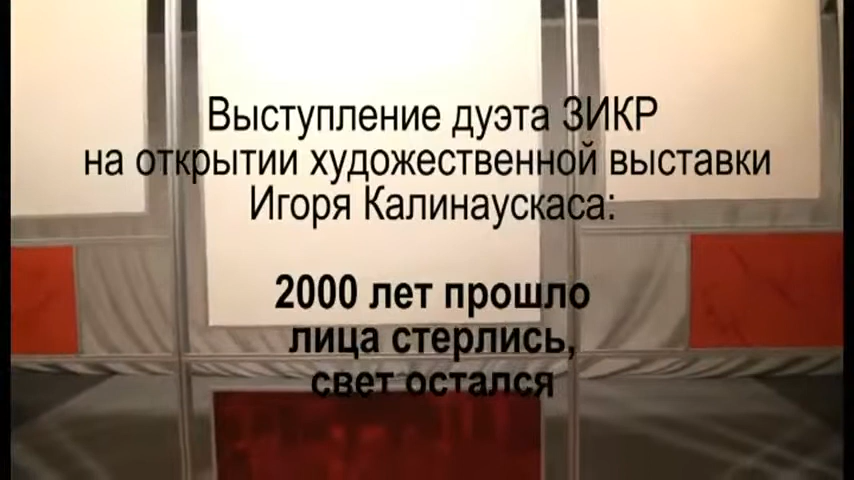 Выступление дуэта ЗИКР
на открытии художественной выставки
Игоря Калинаускаса:
2000 лет прошло
лица стерлись,
свет остался